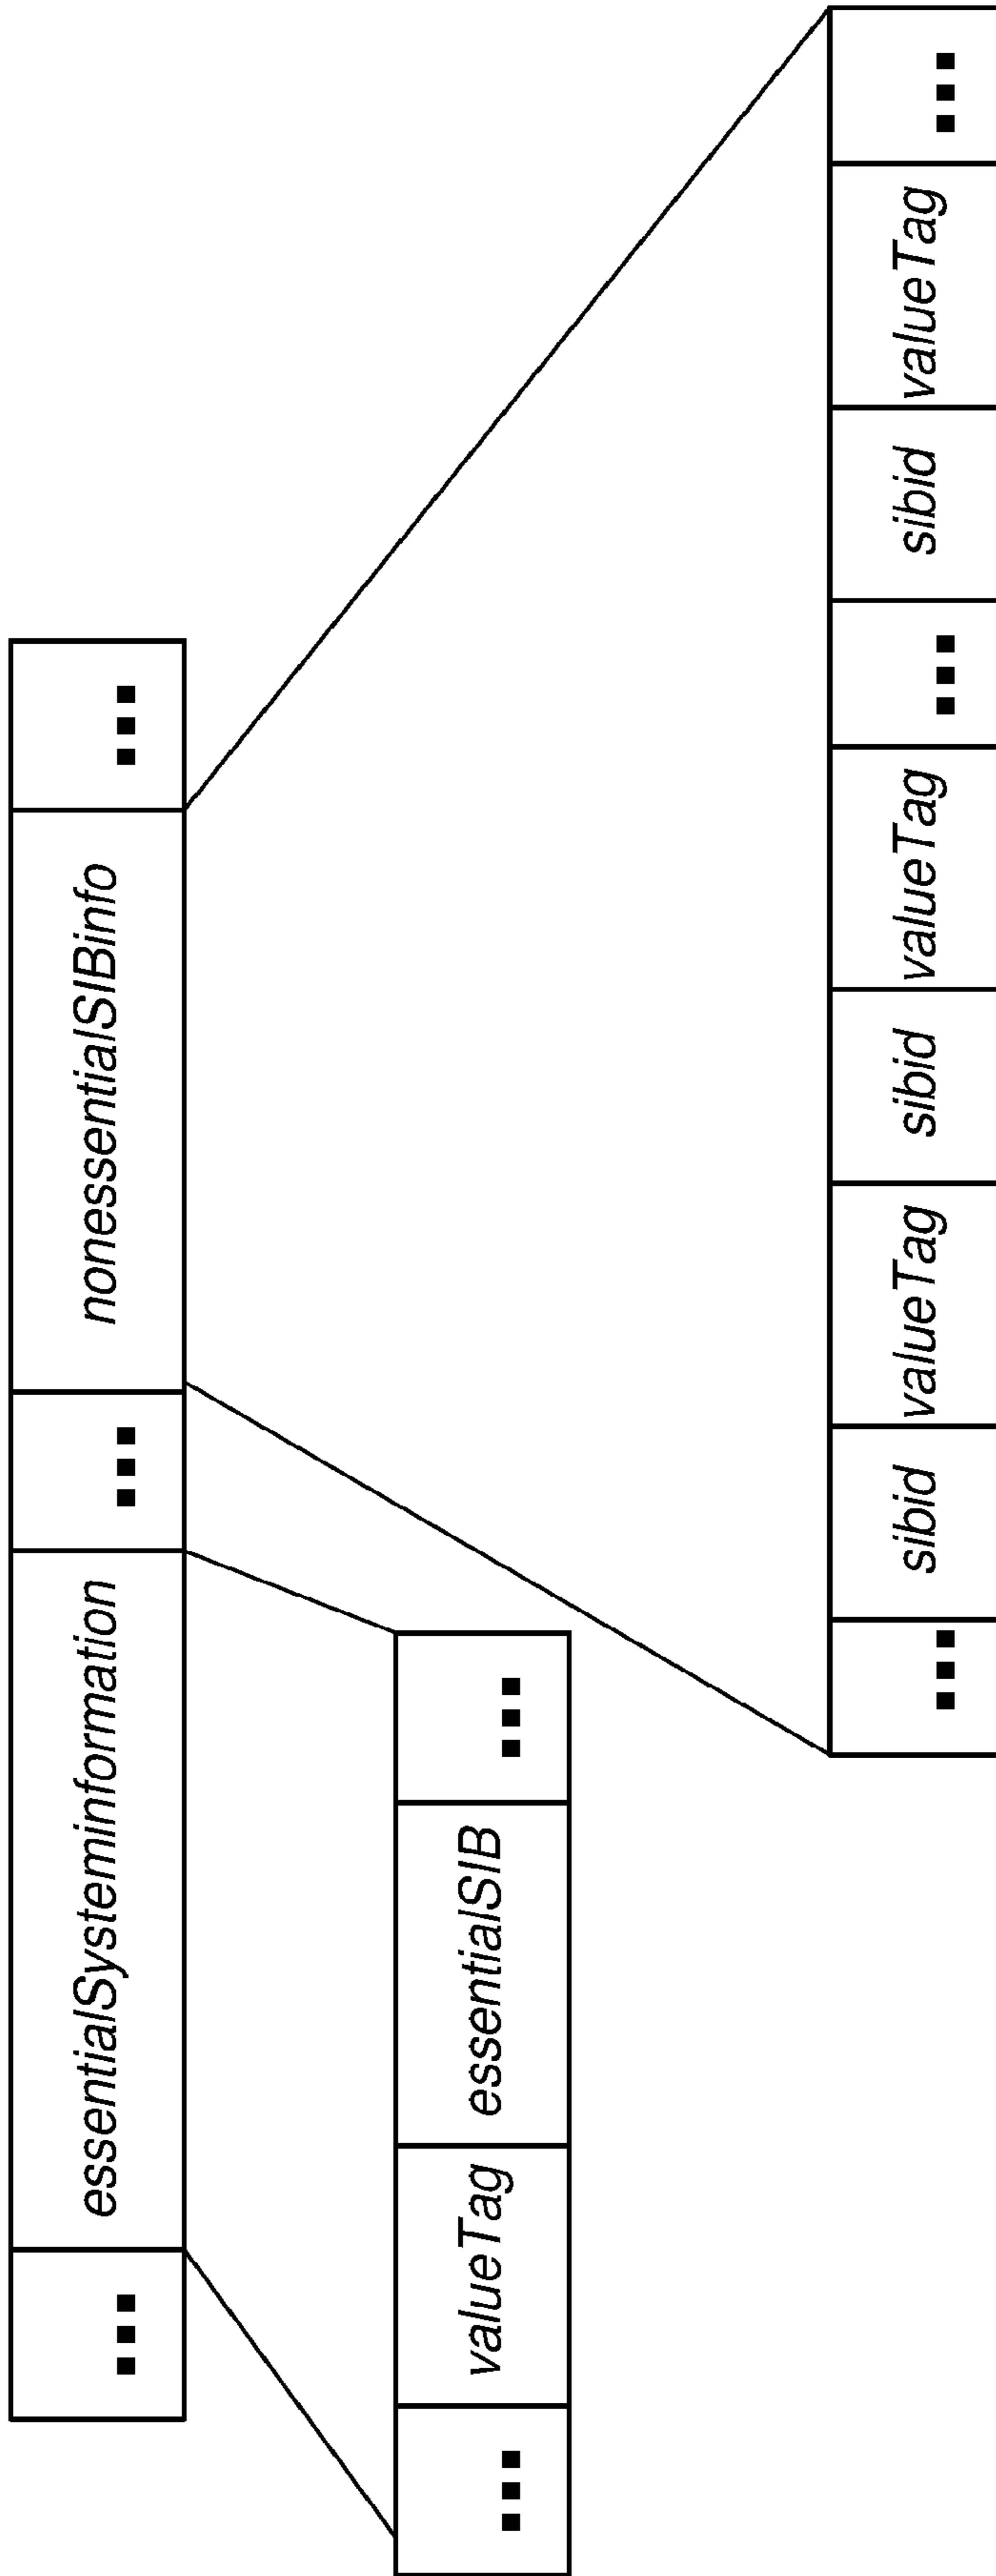 ... essentialSysteminformation ... nonessentialSIBinfo ...
... valueTag essentialSIB ...
... sibid valueTag sibid valueTag ... sibid valueTag ...